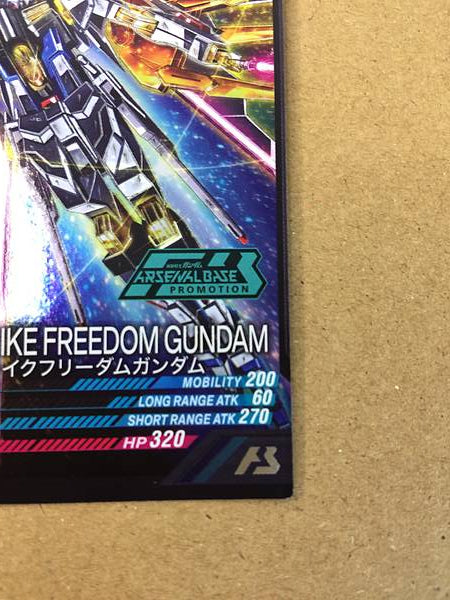 ARSENAL BASE
PROMOTION
IKE FREEDOM GUNDAM
イクフリーダムガンダム
MOBILITY 200
LONG RANGE ATK 60
SHORT RANGE ATK 270
HP 320